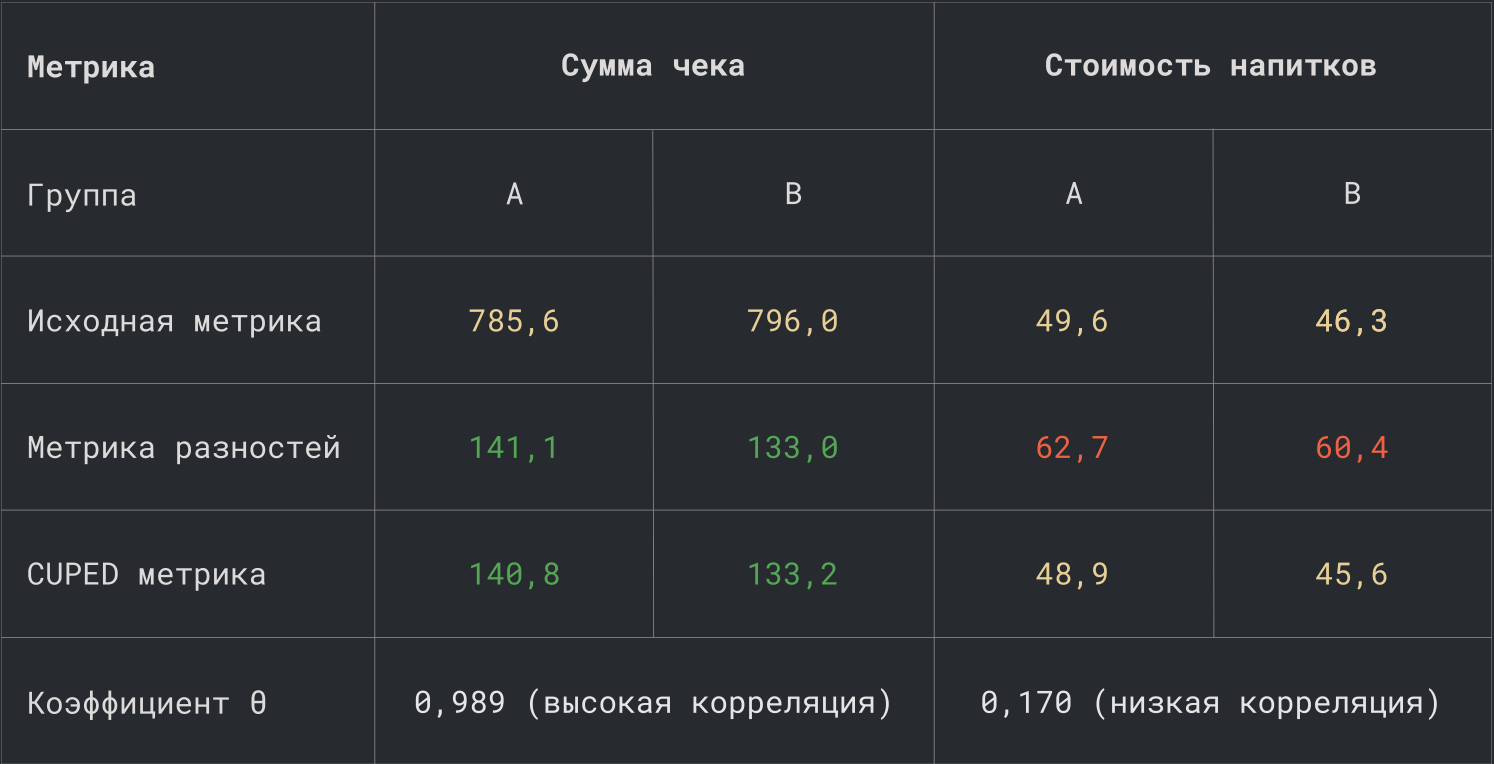 Метрика Сумма чека Стоимость напитков
Группа A B A B
Исходная метрика 785,6 796,0 49,6 46,3
Метрика разностей 141,1 133,0 62,7 60,4
CUPED метрика 140,8 133,2 48,9 45,6
Коэффициент θ 0,989 (высокая корреляция) 0,170 (низкая корреляция)